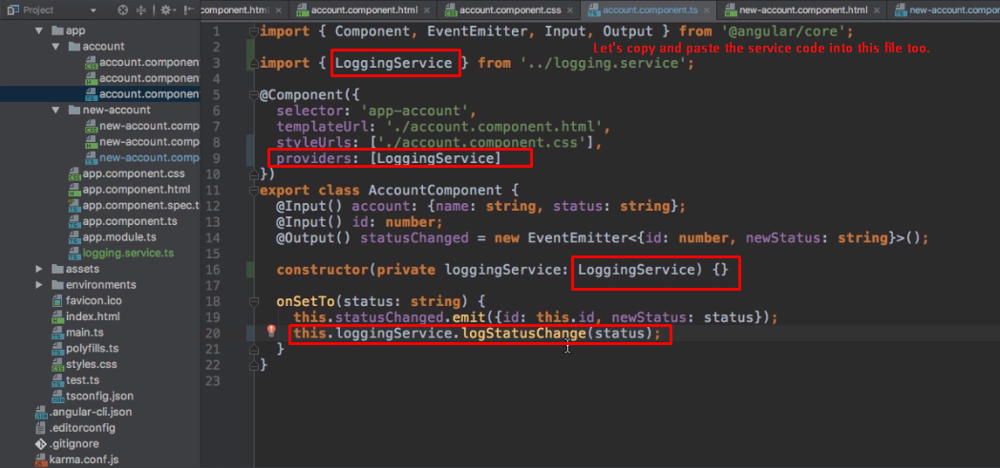 Project
component.html
account.component.html
account.component.css
account.component.ts
new-account.component.html
new-account.component.
app
account
account.component
account.component
account.component
new-account
new-account.comp
new-account.comp
new-account.comp
app.component.css
app.component.html
app.component.spec.t
app.component.ts
app.module.ts
logging.service.ts
assets
environments
favicon.ico
index.html
main.ts
polyfills.ts
styles.css
test.ts
tsconfig.json
.angular-cli.json
.editorconfig
.gitignore
karma.conf.js
1 import { Component, EventEmitter, Input, Output } from '@angular/core';
2
Let's copy and paste the service code into this file too.
3 import { LoggingService } from '../logging.service';
4
5 @Component({
6 selector: 'app-account',
7 templateUrl: './account.component.html',
8 styleUrls: ['./account.component.css'],
9 providers: [LoggingService]
10 })
11 export class AccountComponent {
12 @Input() account: {name: string, status: string};
13 @Input() id: number;
14 @Output() statusChanged = new EventEmitter<{id: number, newStatus: string}>();
15
16 constructor(private loggingService: LoggingService) {}
17
18 onSetTo(status: string) {
19 this.statusChanged.emit({id: this.id, newStatus: status});
20 this.loggingService.logStatusChange(status);
21 }
22 }
23